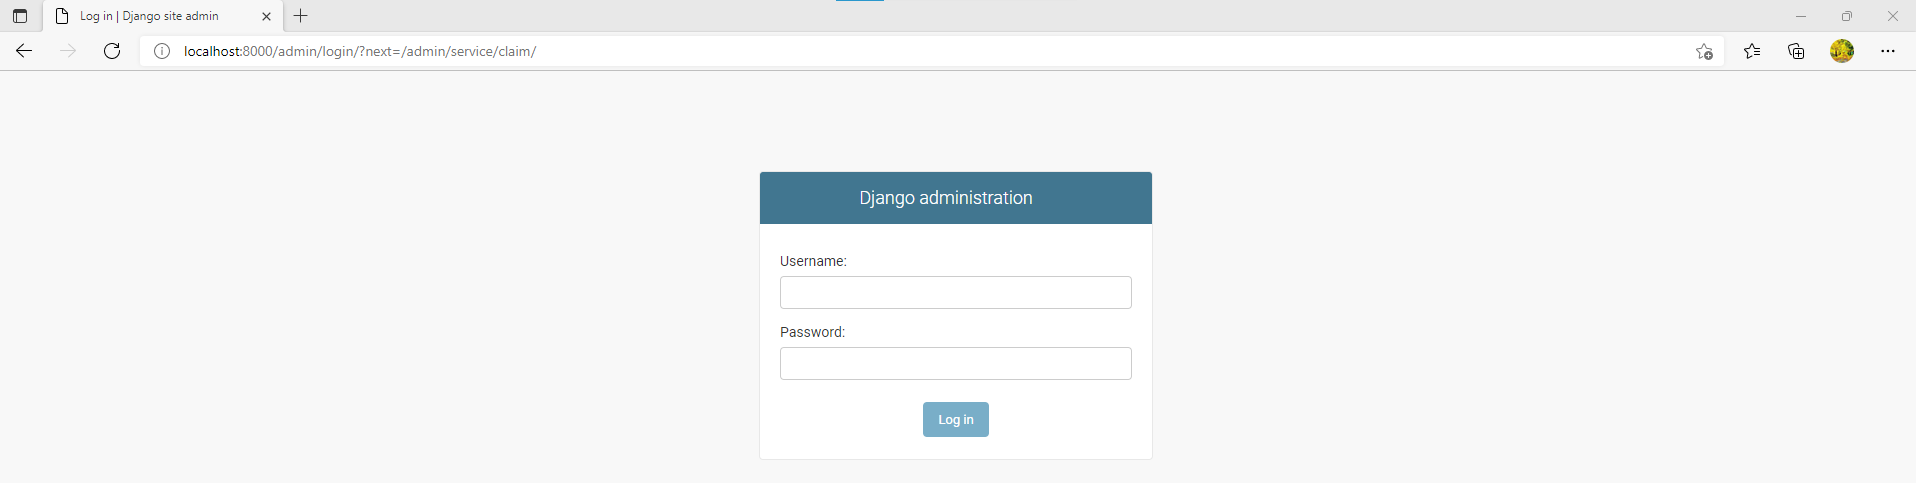 Log in | Django site admin
localhost:8000/admin/login/?next=/admin/service/claim/
Django administration
Username:
Password:
Log in